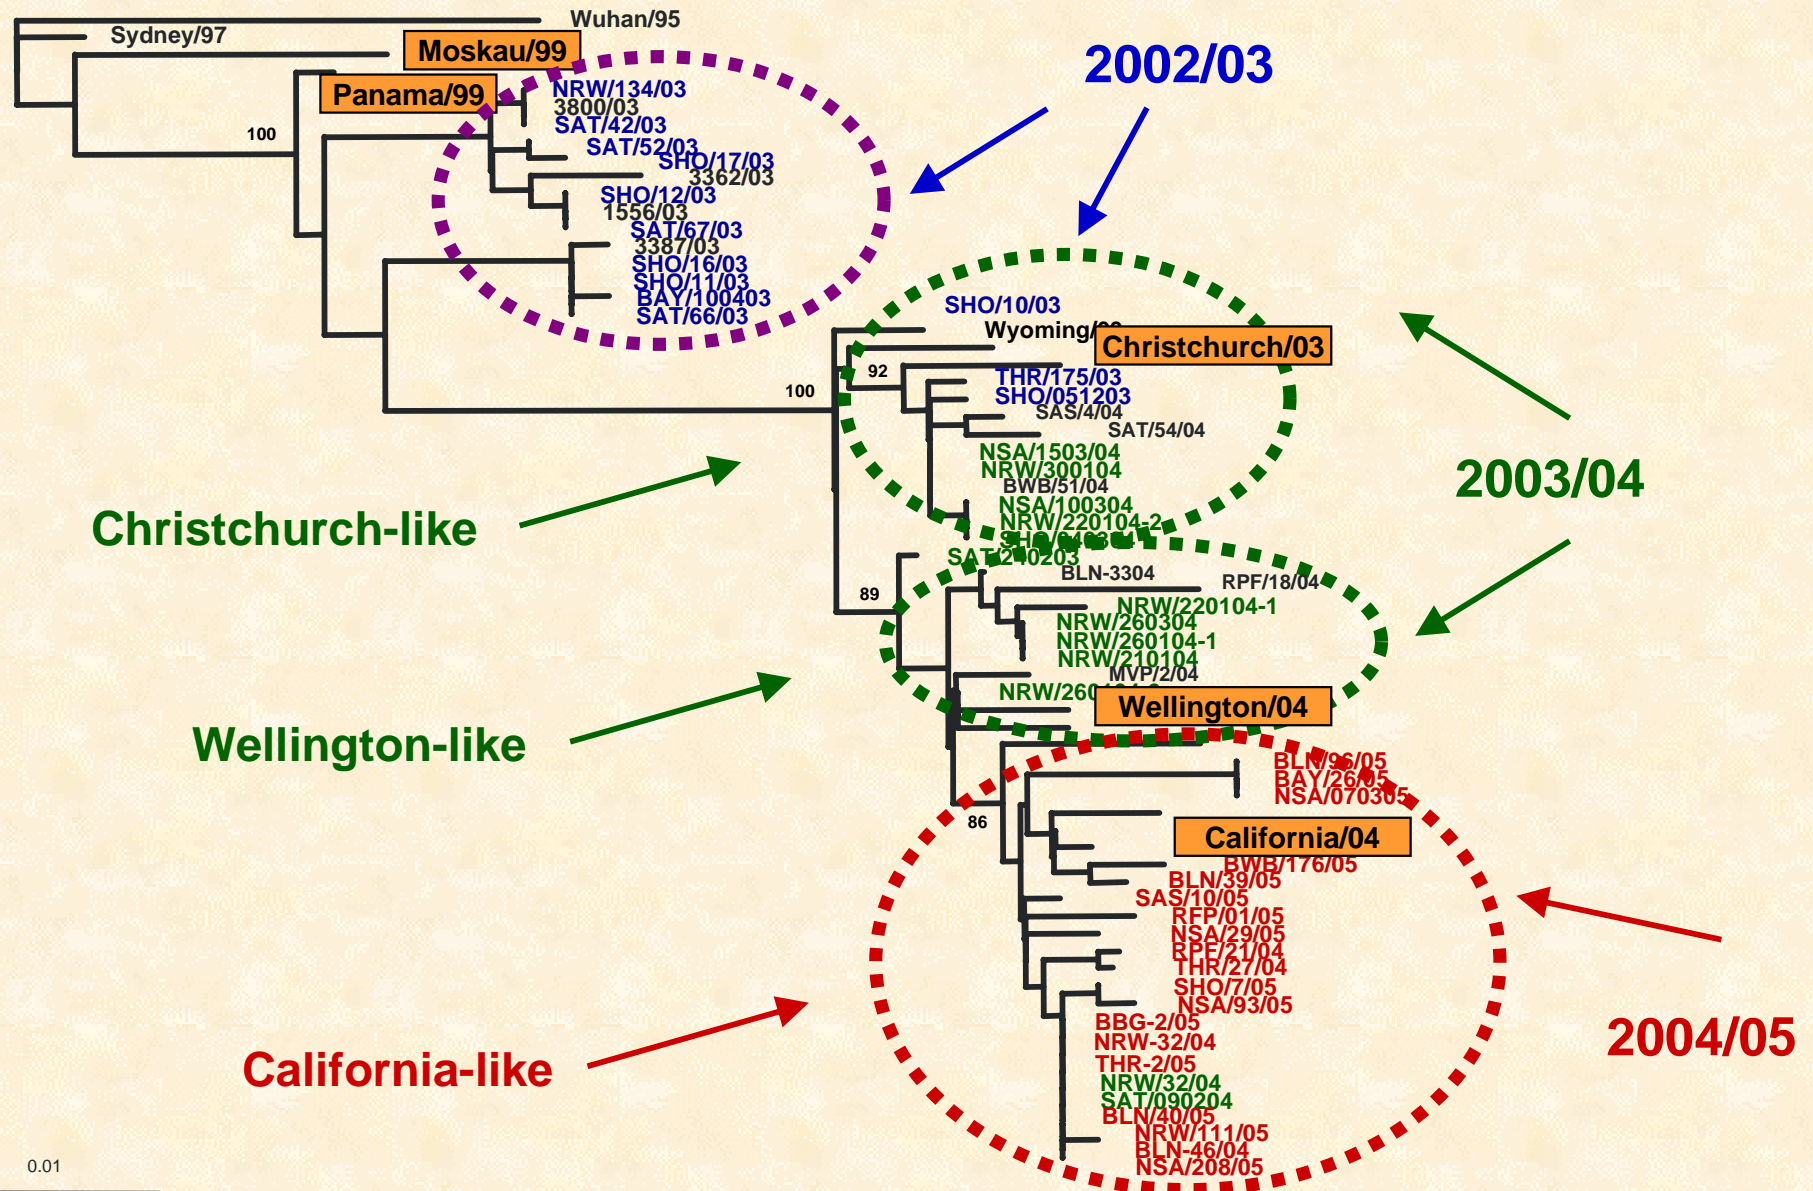 Wuhan/95
Sydney/97
Moskau/99
2002/03
Panama/99
NRW/134/03
3800/03
SAT/42/03
100
SAT/52/03
SHO/17/03
3362/03
SHO/12/03
1556/03
SAT/67/03
3387/03
SHO/16/03
SHO/11/03
BAY/100403
SAT/66/03
SHO/10/03
Christchurch/03
92
THR/175/03
100
SHO/051203
SAS/4/04
SAT/54/04
NSA/1503/04
NRW/300104
2003/04
BWB/51/04
NSA/100304
Christchurch-like
NRW/220104-2
SAT/240203
BLN-3304
RPF/18/04
89
NRW/220104-1
NRW/260304
NRW/260104-1
NRW/210104
MVP/2/04
Wellington/04
Wellington-like
BLN/96/05
BAY/26/05
NSA/070305
86
California/04
BWB/176/05
BLN/39/05
SAS/10/05
RFP/01/05
NSA/29/05
RPF/21/04
THR/27/04
SHO/7/05
NSA/93/05
BBG-2/05
2004/05
NRW-32/04
California-like
THR-2/05
NRW/32/04
SAT/090204
BLN/40/05
NRW/111/05
BLN-46/04
NSA/208/05
0.01